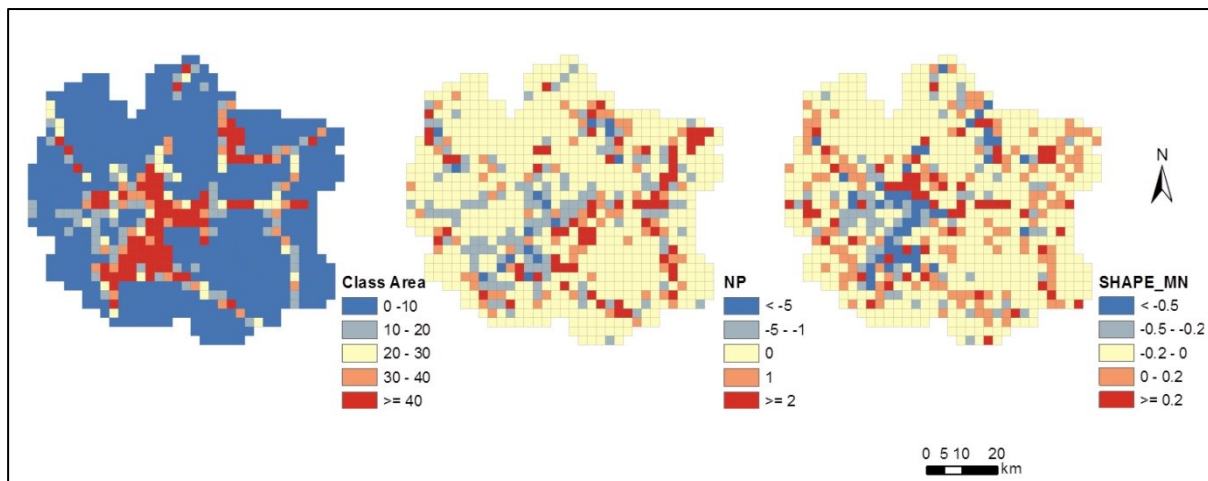 N
Class Area
0 -10
10 - 20
20 - 30
30 - 40
>= 40
NP
< -5
-5 - -1
0
1
>= 2
SHAPE_MN
< -0.5
-0.5 - -0.2
-0.2 - 0
0 - 0.2
>= 0.2
0 5 10 20
km